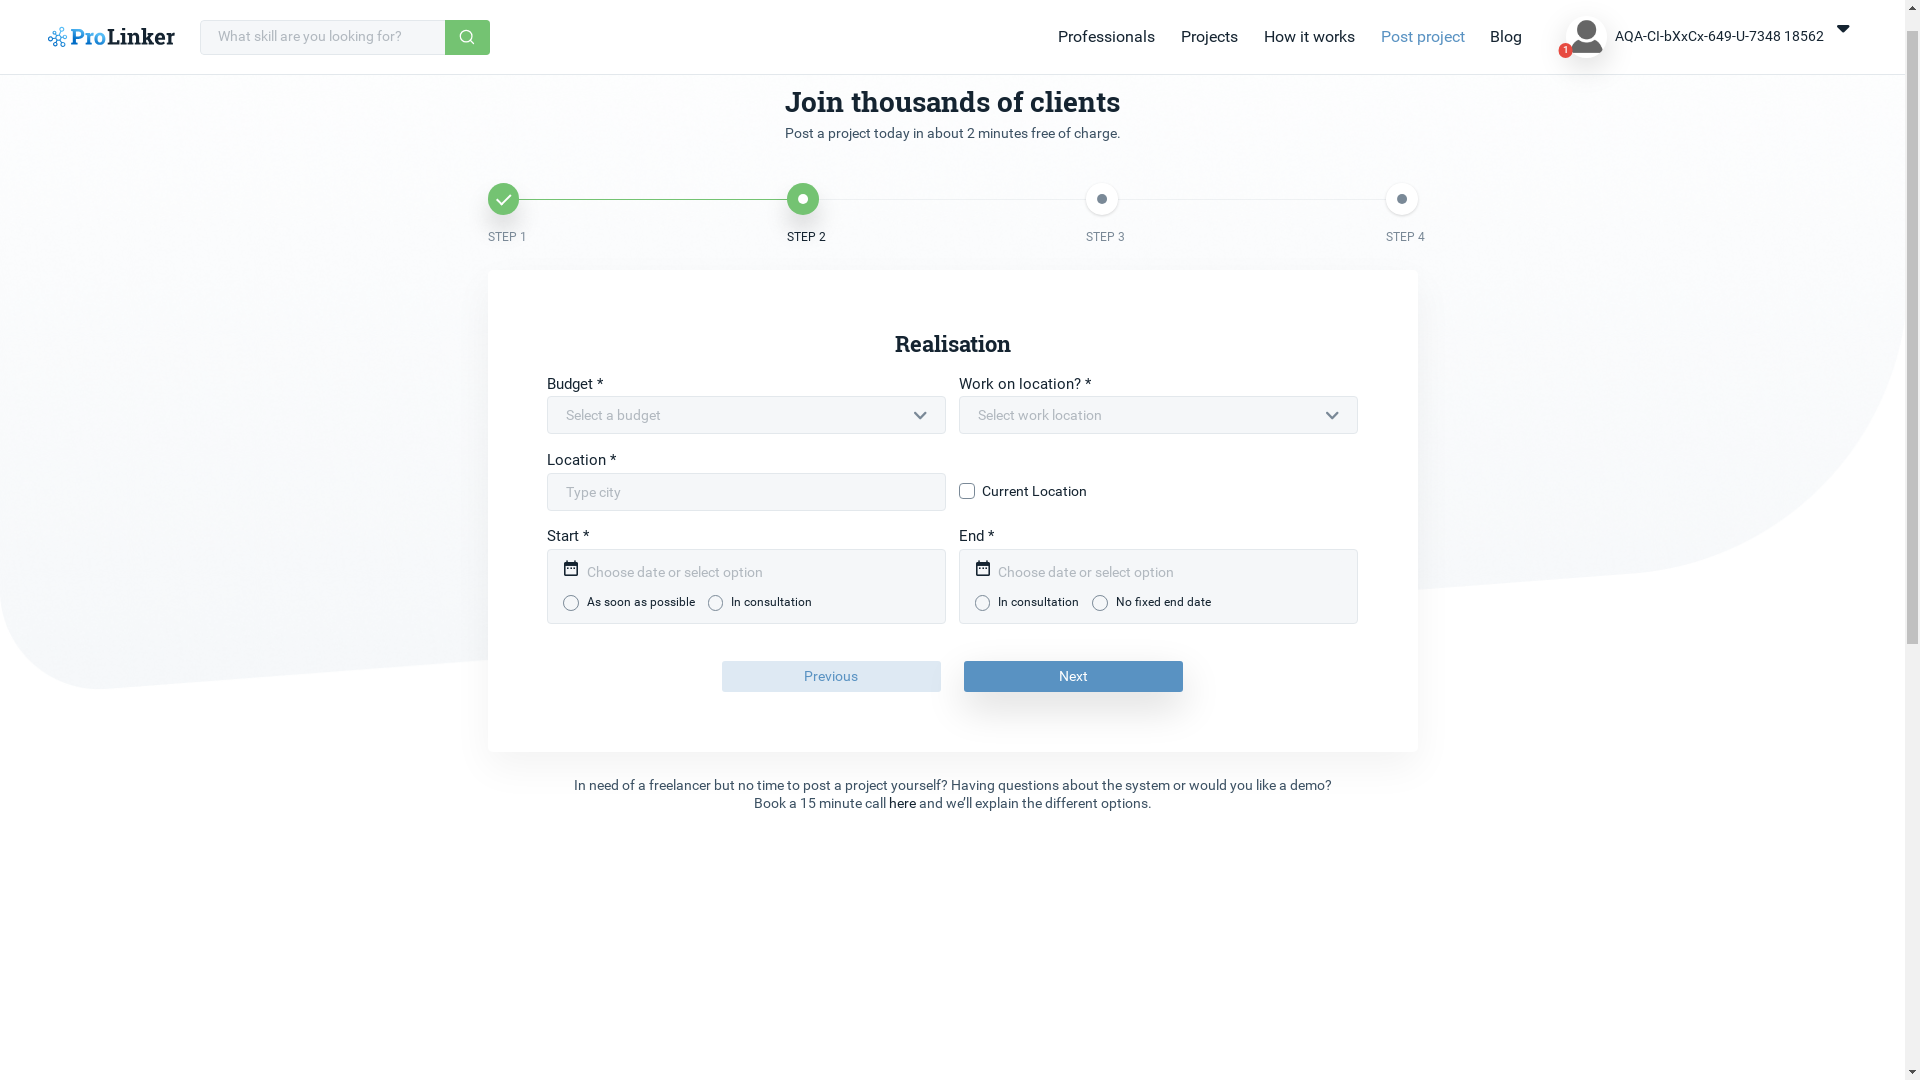 ProLinker
What skill are you looking for?
Professionals
Projects
How it works
Post project
Blog
1
AQA-CI-bXxCx-649-U-7348 18562
Join thousands of clients
Post a project today in about 2 minutes free of charge.
STEP 1
STEP 2
STEP 3
STEP 4
Realisation
Budget *
Work on location? *
Select a budget
Select work location
Location *
Type city
Current Location
Start *
End *
Choose date or select option
Choose date or select option
As soon as possible
In consultation
In consultation
No fixed end date
Previous
Next
In need of a freelancer but no time to post a project yourself? Having questions about the system or would you like a demo?
Book a 15 minute call here and we’ll explain the different options.